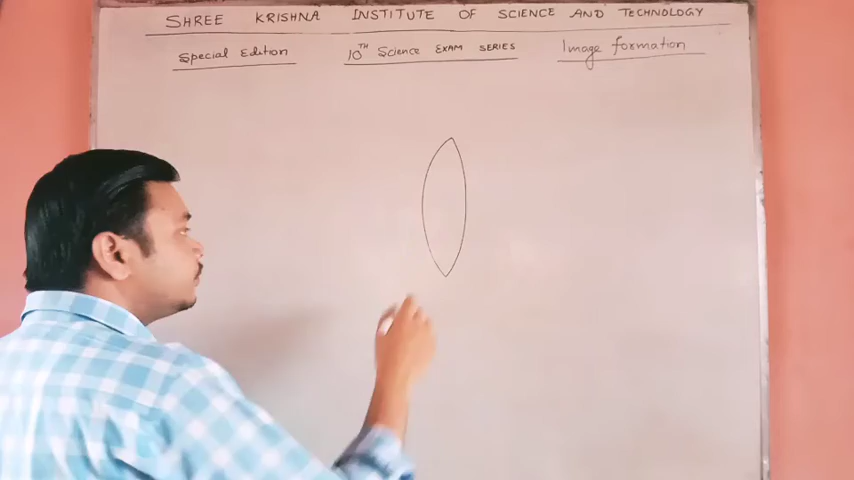 SHREE KRISHNA INSTITUTE OF SCIENCE AND TECHNOLOGY
Special Edition 10TH Science EXAM SERIES Image formation